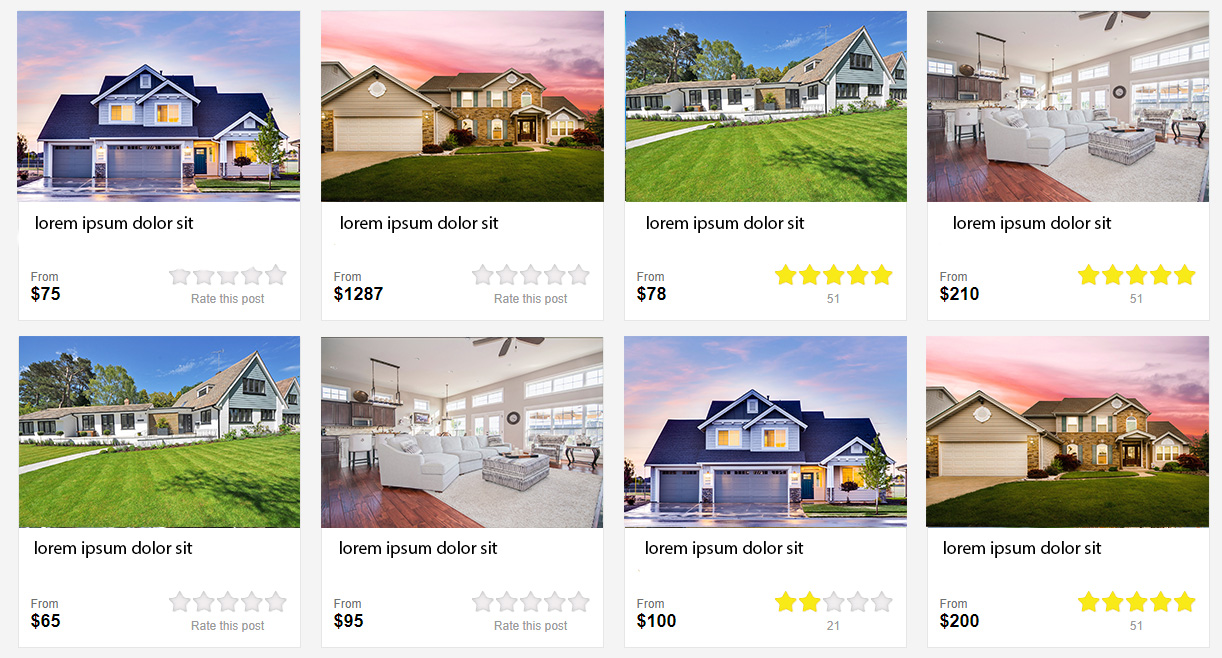 lorem ipsum dolor sit
From
$75
Rate this post
lorem ipsum dolor sit
From
$1287
Rate this post
lorem ipsum dolor sit
From
$78
51
lorem ipsum dolor sit
From
$210
51
lorem ipsum dolor sit
From
$65
Rate this post
lorem ipsum dolor sit
From
$95
Rate this post
lorem ipsum dolor sit
From
$100
21
lorem ipsum dolor sit
From
$200
51